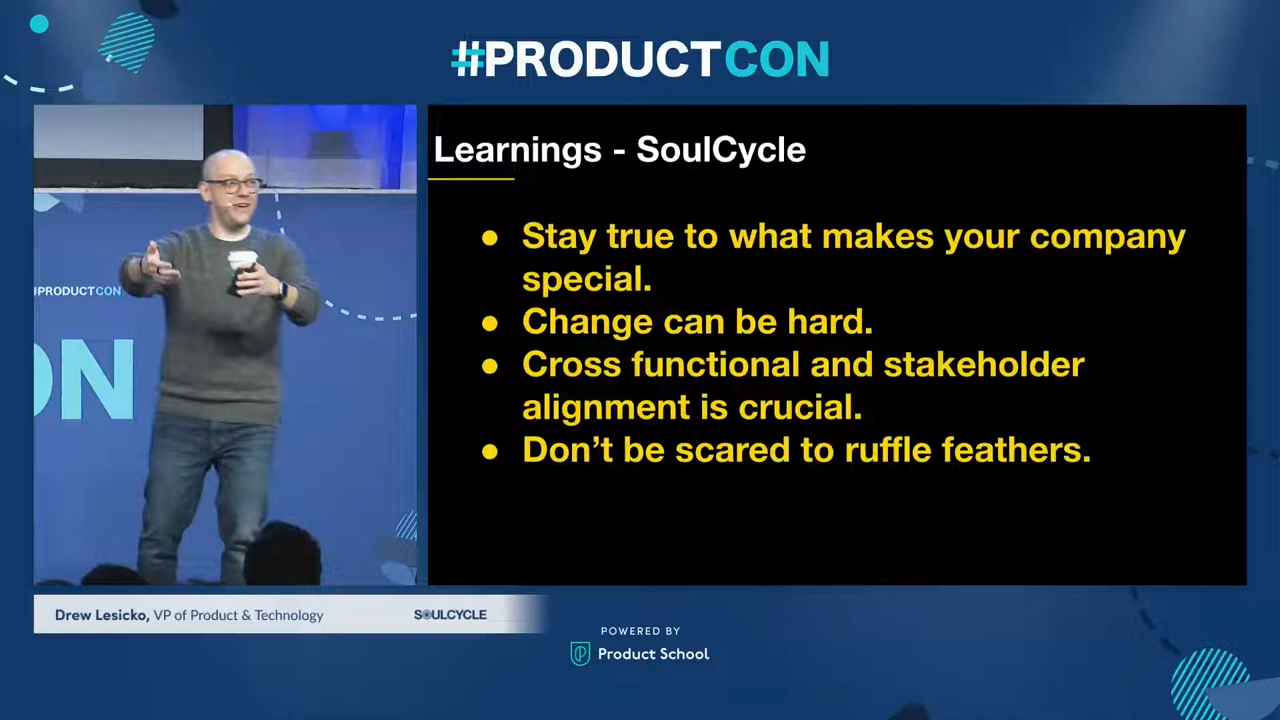 #PRODUCTCON
Learnings - SoulCycle
● Stay true to what makes your company
special.
● Change can be hard.
● Cross functional and stakeholder
alignment is crucial.
● Don’t be scared to ruffle feathers.
#PRODUCTCON
ON
Drew Lesicko, VP of Product & Technology
SOULCYCLE
POWERED BY
Product School